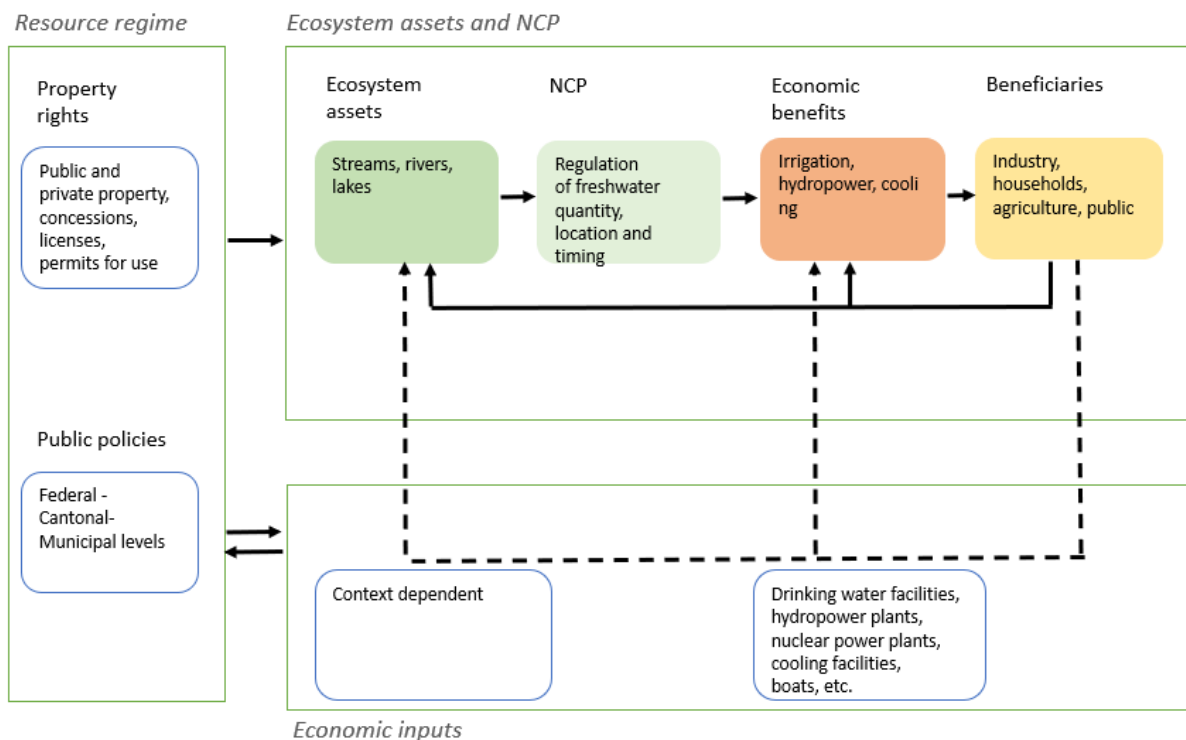 Resource regime
Ecosystem assets and NCP
Property
rights
Public and
private property,
concessions,
licenses,
permits for use
Ecosystem
assets
NCP
Economic
benefits
Beneficiaries
Streams, rivers,
lakes
Regulation
of freshwater
quantity,
location and
timing
Irrigation,
hydropower, cooli
ng
Industry,
households,
agriculture, public
Public policies
Federal -
Cantonal-
Municipal levels
Context dependent
Drinking water facilities,
hydropower plants,
nuclear power plants,
cooling facilities,
boats, etc.
Economic inputs